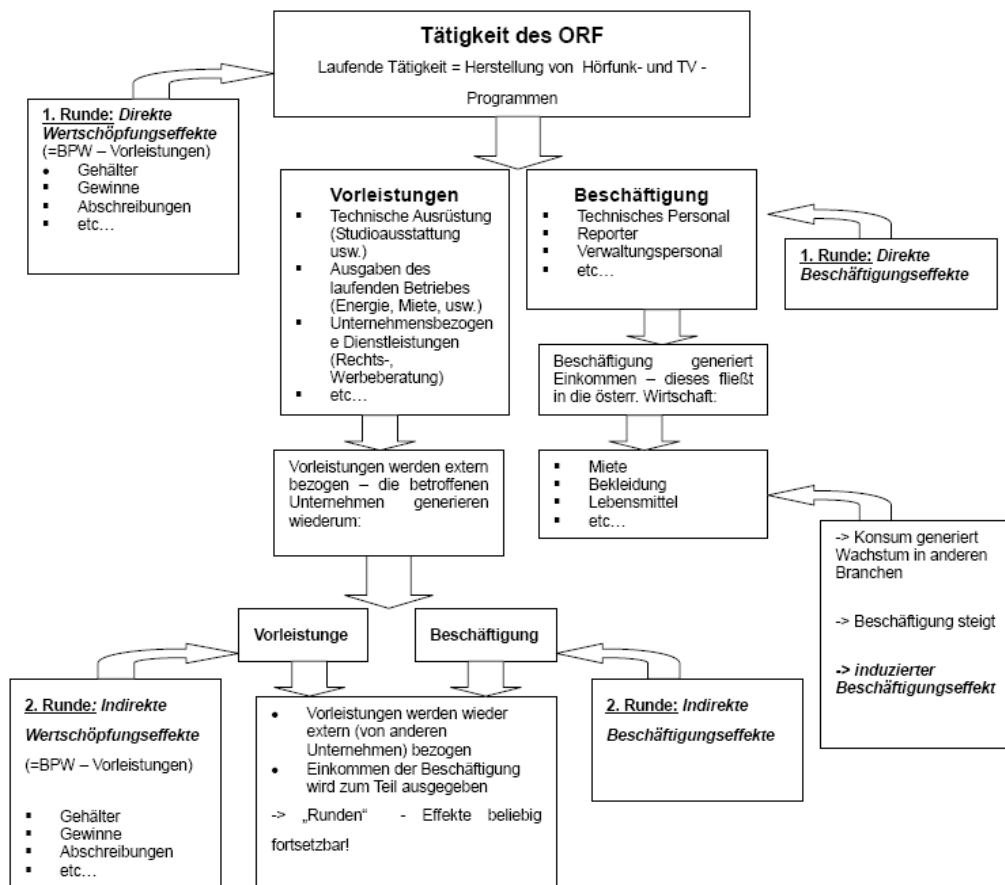 Tätigkeit des ORF
Laufende Tätigkeit = Herstellung von Hörfunk- und TV -
Programmen
1. Runde: Direkte
Wertschöpfungseffekte
(=BPW – Vorleistungen)
• Gehälter
▪ Gewinne
▪ Abschreibungen
▪ etc…
Vorleistungen
▪ Technische Ausrüstung
(Studioausstattung
usw.)
▪ Ausgaben des
laufenden Betriebes
(Energie, Miete, usw.)
▪ Unternehmensbezogen
e Dienstleistungen
(Rechts-,
Werbeberatung)
▪ etc…
Beschäftigung
▪ Technisches Personal
▪ Reporter
▪ Verwaltungspersonal
▪ etc…
1. Runde: Direkte
Beschäftigungseffekte
Beschäftigung generiert
Einkommen – dieses fließt
in die österr. Wirtschaft:
Vorleistungen werden extern
bezogen – die betroffenen
Unternehmen generieren
wiederum:
▪ Miete
▪ Bekleidung
▪ Lebensmittel
▪ etc…
-> Konsum generiert
Wachstum in anderen
Branchen
-> Beschäftigung steigt
-> induzierter
Beschäftigungseffekt
Vorleistunge
Beschäftigung
2. Runde: Indirekte
Wertschöpfungseffekte
(=BPW – Vorleistungen)
▪ Gehälter
▪ Gewinne
▪ Abschreibungen
▪ etc…
• Vorleistungen werden wieder
extern (von anderen
Unternehmen) bezogen
• Einkommen der Beschäftigung
wird zum Teil ausgegeben
-> „Runden“ - Effekte beliebig
fortsetzbar!
2. Runde: Indirekte
Beschäftigungseffekte